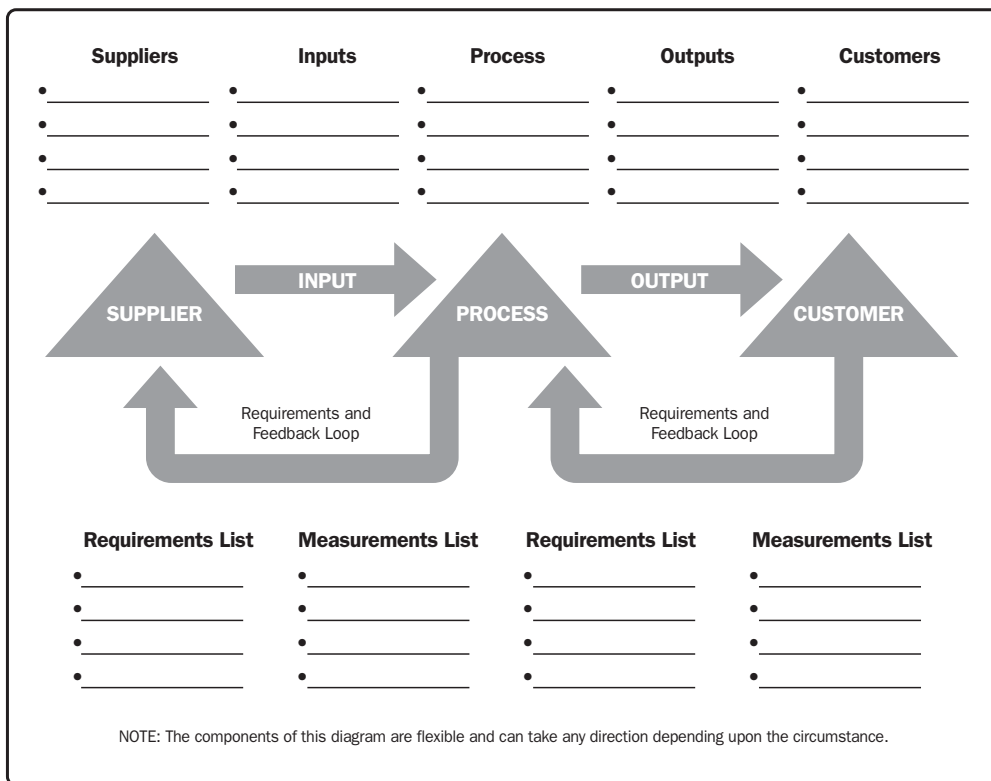 Suppliers
Inputs
Process
Outputs
Customers
SUPPLIER
INPUT
PROCESS
OUTPUT
CUSTOMER
Requirements and
Feedback Loop
Requirements and
Feedback Loop
Requirements List
Measurements List
Requirements List
Measurements List
NOTE: The components of this diagram are flexible and can take any direction depending upon the circumstance.